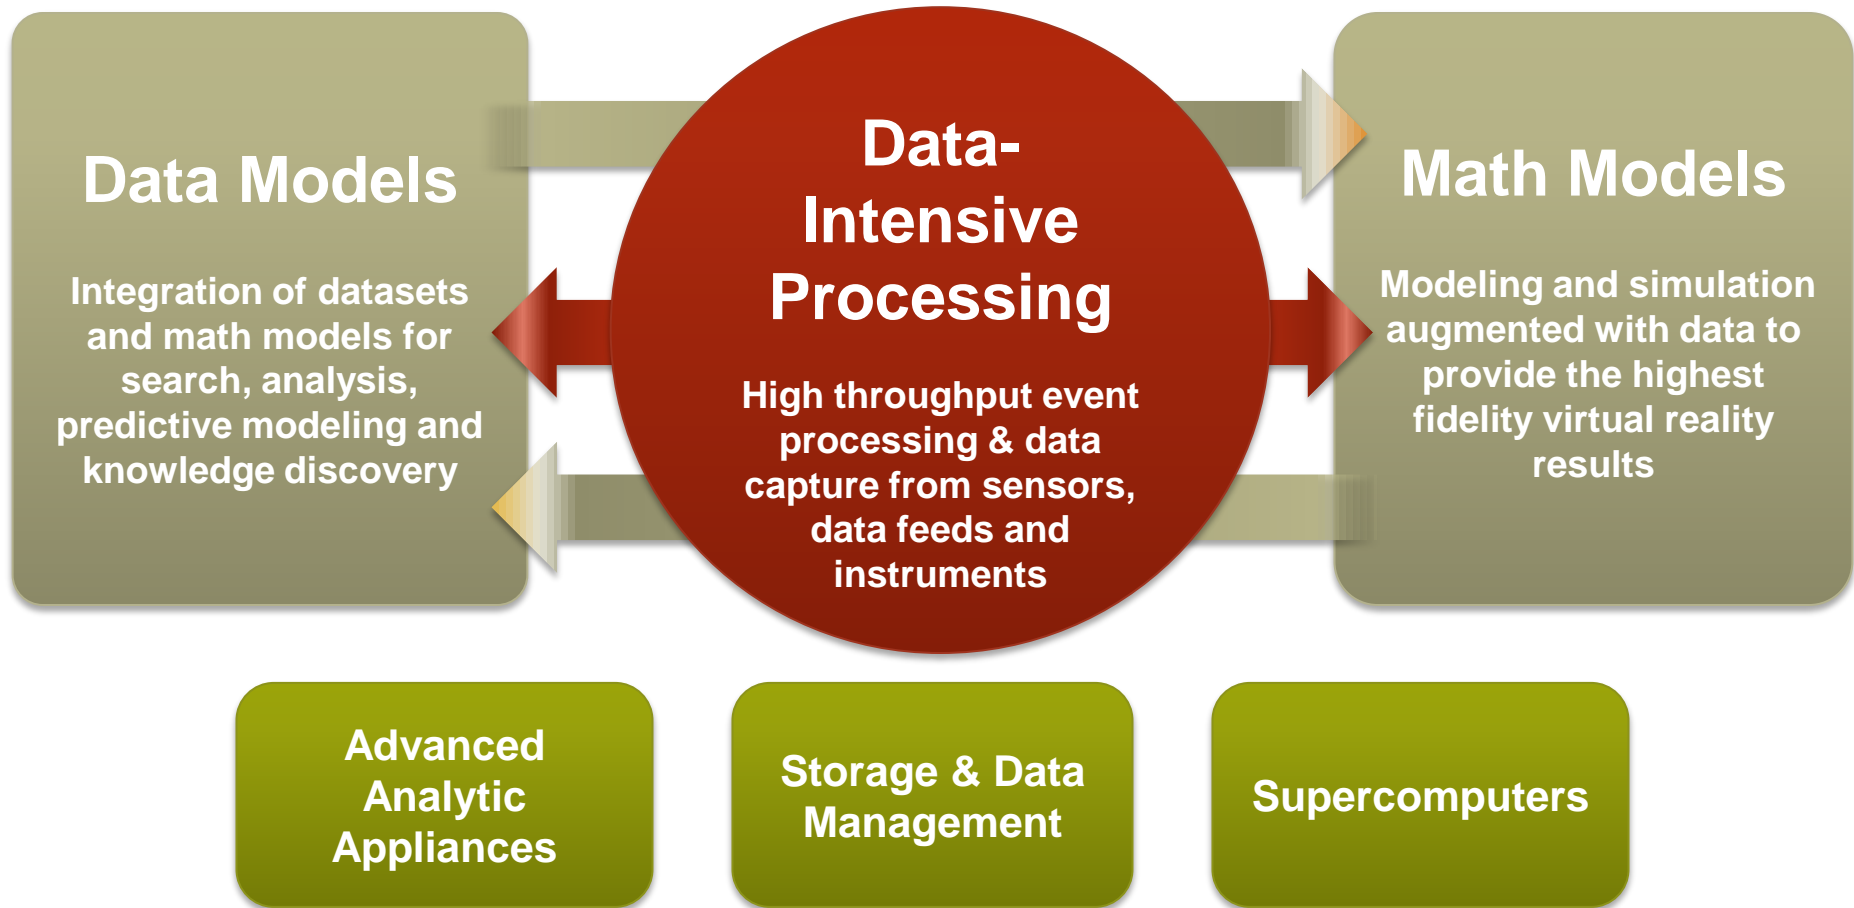 Data Models
Integration of datasets
and math models for
search, analysis,
predictive modeling and
knowledge discovery
Data-
Intensive
Processing
High throughput event
processing & data
capture from sensors,
data feeds and
instruments
Math Models
Modeling and simulation
augmented with data to
provide the highest
fidelity virtual reality
results
Advanced
Analytic
Appliances
Storage & Data
Management
Supercomputers